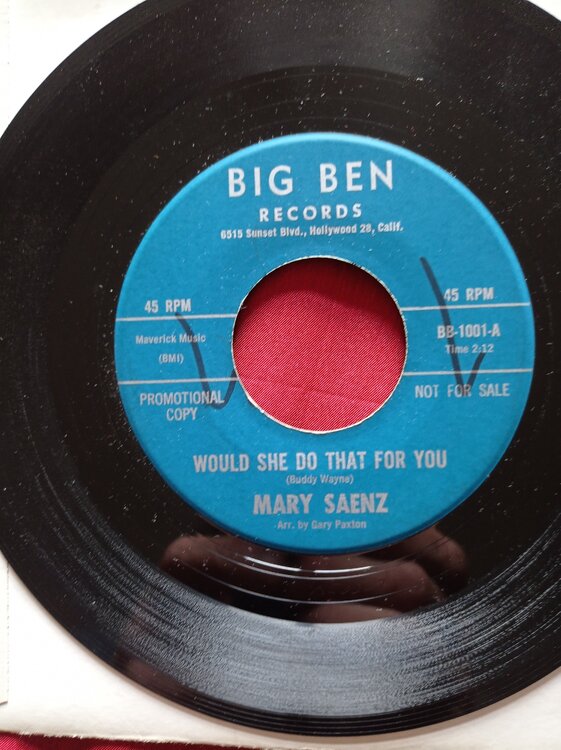 BIG BEN
RECORDS
6515 Sunset Blvd., Hollywood 28, Calif.
45 RPM
45 RPM
Maverick Music
(BMI)
BB-1001-A
Time 2:12
PROMOTIONAL
COPY
NOT FOR SALE
WOULD SHE DO THAT FOR YOU
(Buddy Wayne)
MARY SAENZ
Arr. by Gary Paxton